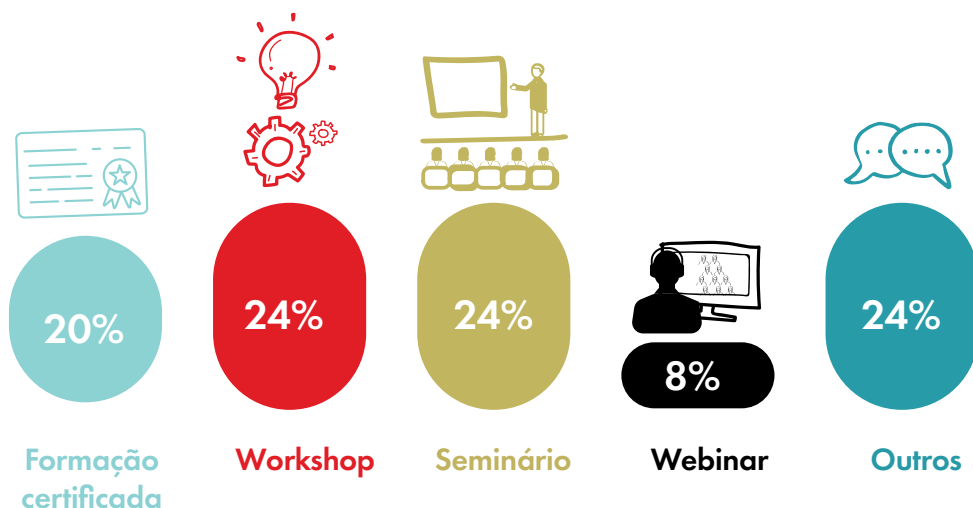 20%
24%
24%
8%
24%
Formação
certificada
Workshop
Seminário
Webinar
Outros